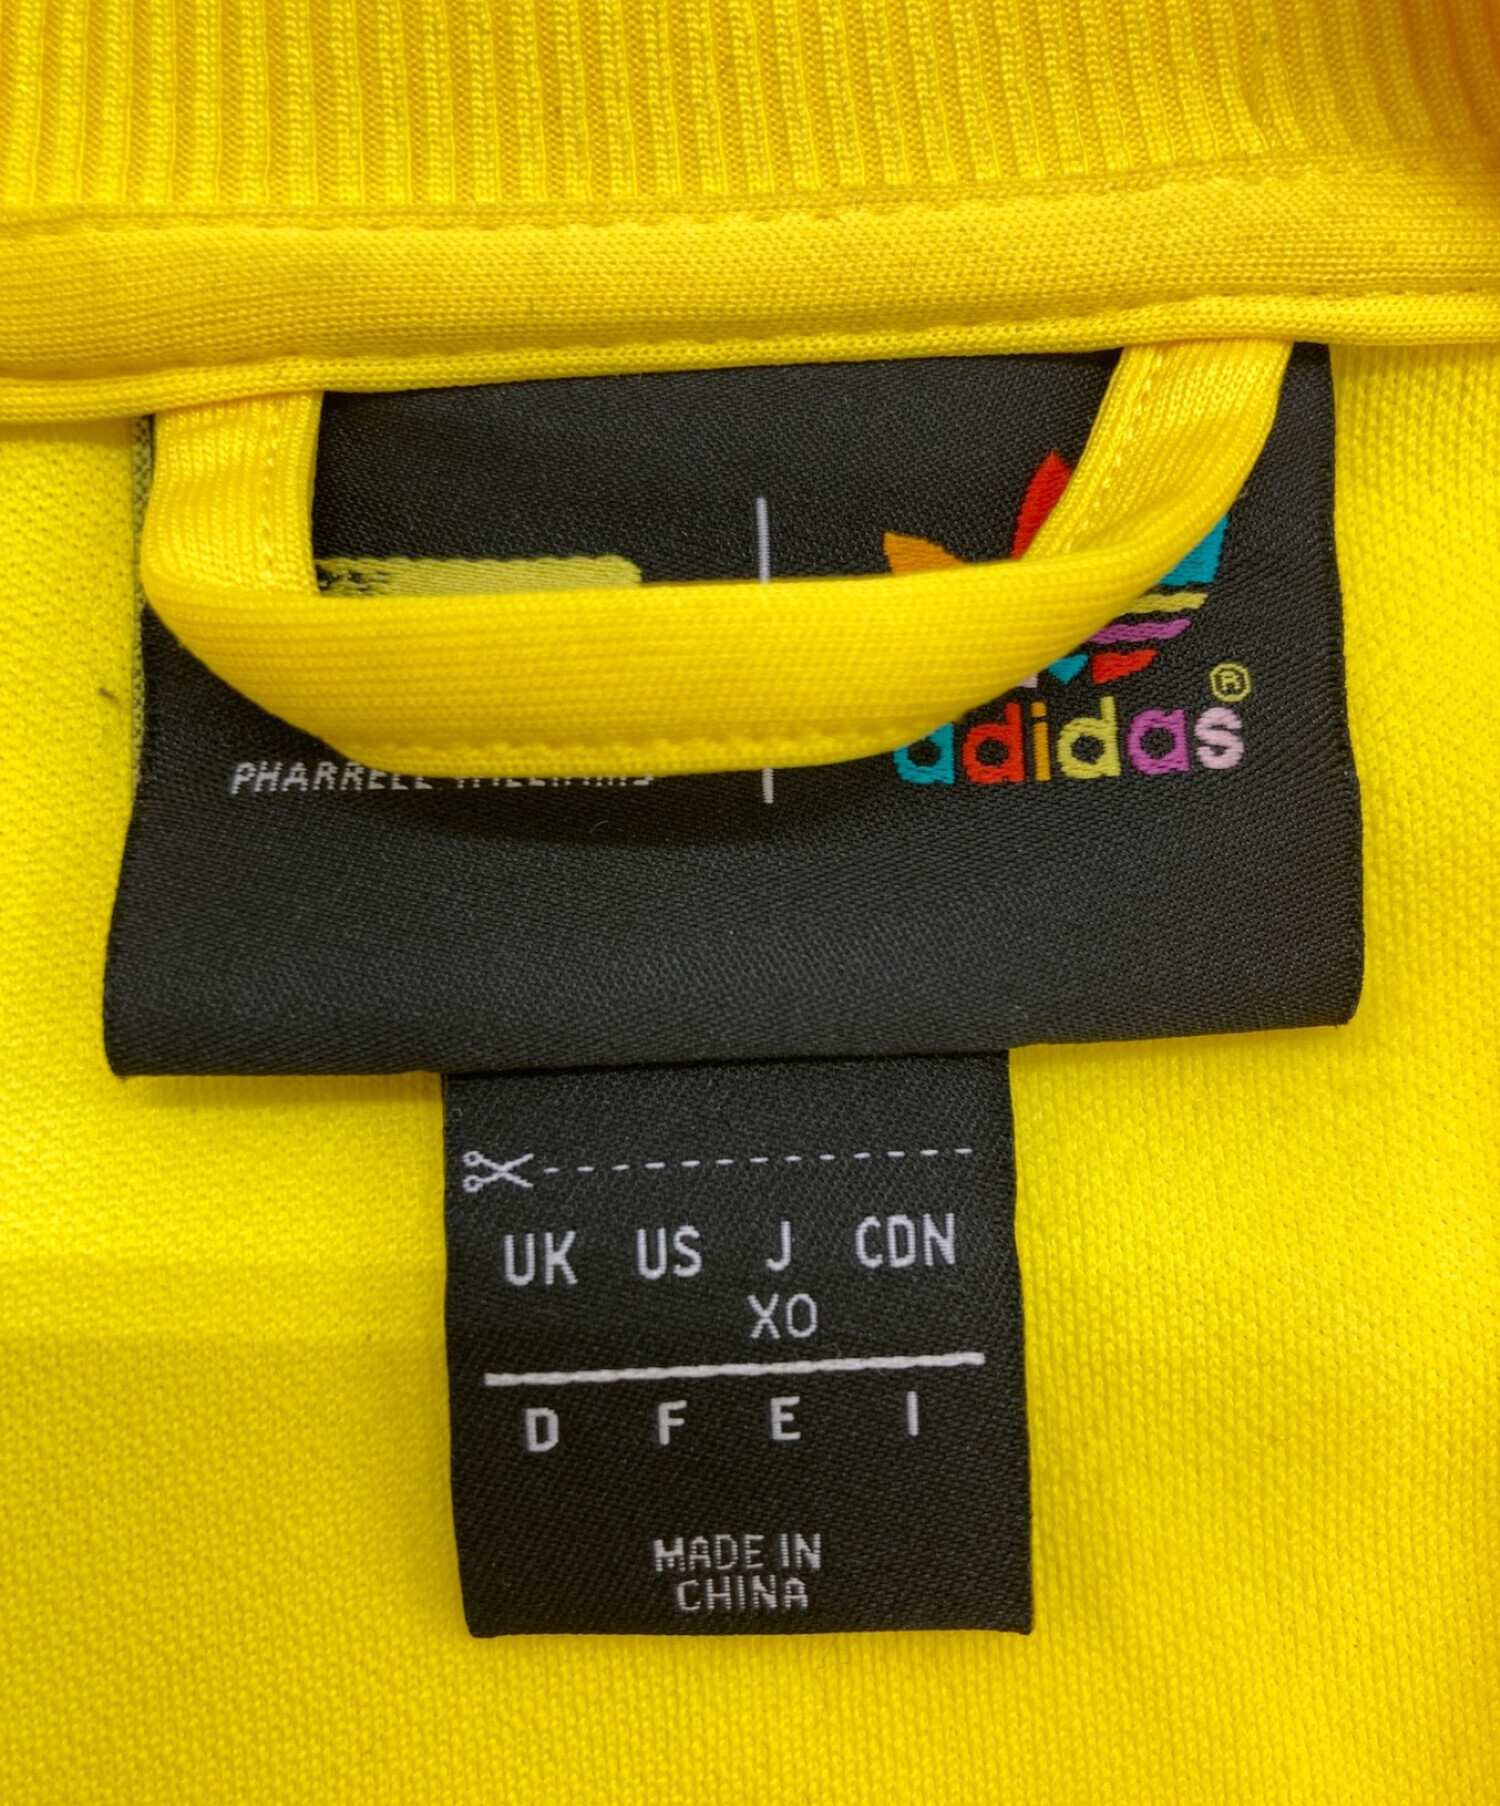 PHARRELL WILLIAMS
adidas®
UK US J CDN
XO
D F E I
MADE IN
CHINA